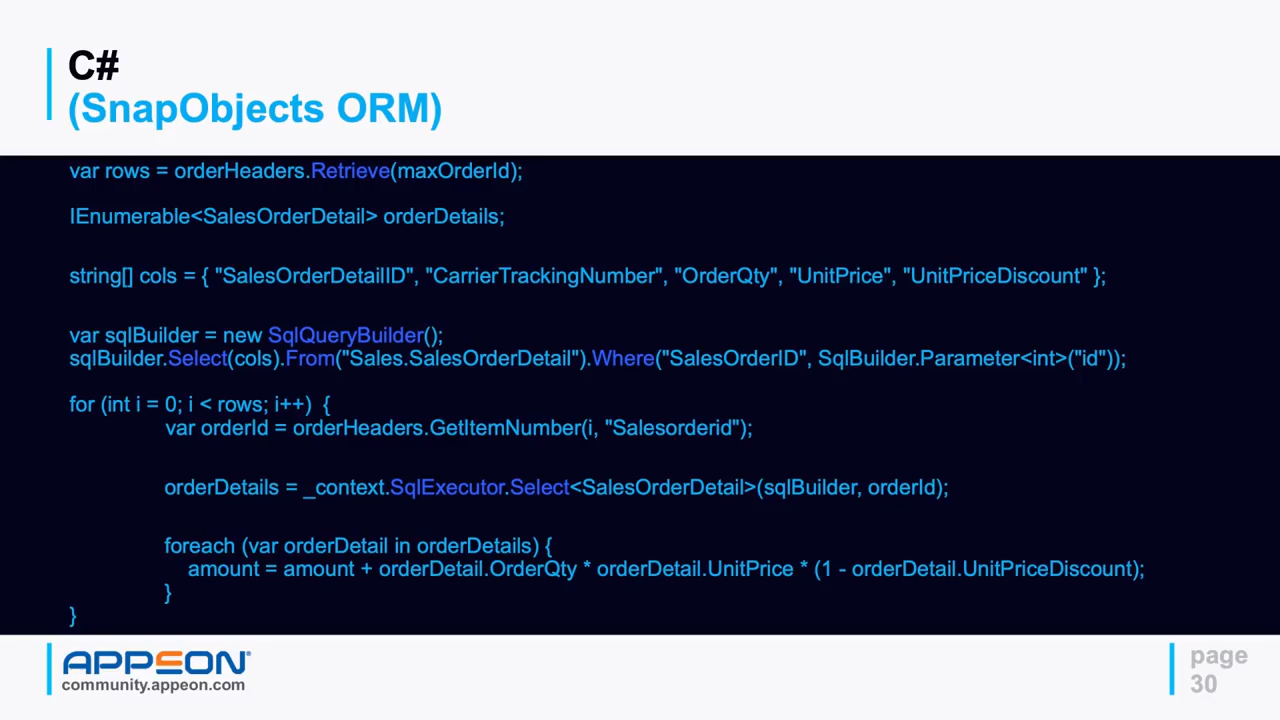 C#
(SnapObjects ORM)
var rows = orderHeaders.Retrieve(maxOrderId);
IEnumerable<SalesOrderDetail> orderDetails;
string[] cols = { "SalesOrderDetailID", "CarrierTrackingNumber", "OrderQty", "UnitPrice", "UnitPriceDiscount" };
var sqlBuilder = new SqlQueryBuilder();
sqlBuilder.Select(cols).From("Sales.SalesOrderDetail").Where("SalesOrderID", SqlBuilder.Parameter<int>("id"));
for (int i = 0; i < rows; i++) {
var orderId = orderHeaders.GetItemNumber(i, "Salesorderid");
orderDetails = _context.SqlExecutor.Select<SalesOrderDetail>(sqlBuilder, orderId);
foreach (var orderDetail in orderDetails) {
amount = amount + orderDetail.OrderQty * orderDetail.UnitPrice * (1 - orderDetail.UnitPriceDiscount);
}
}
APPEON®
community.appeon.com
page
30